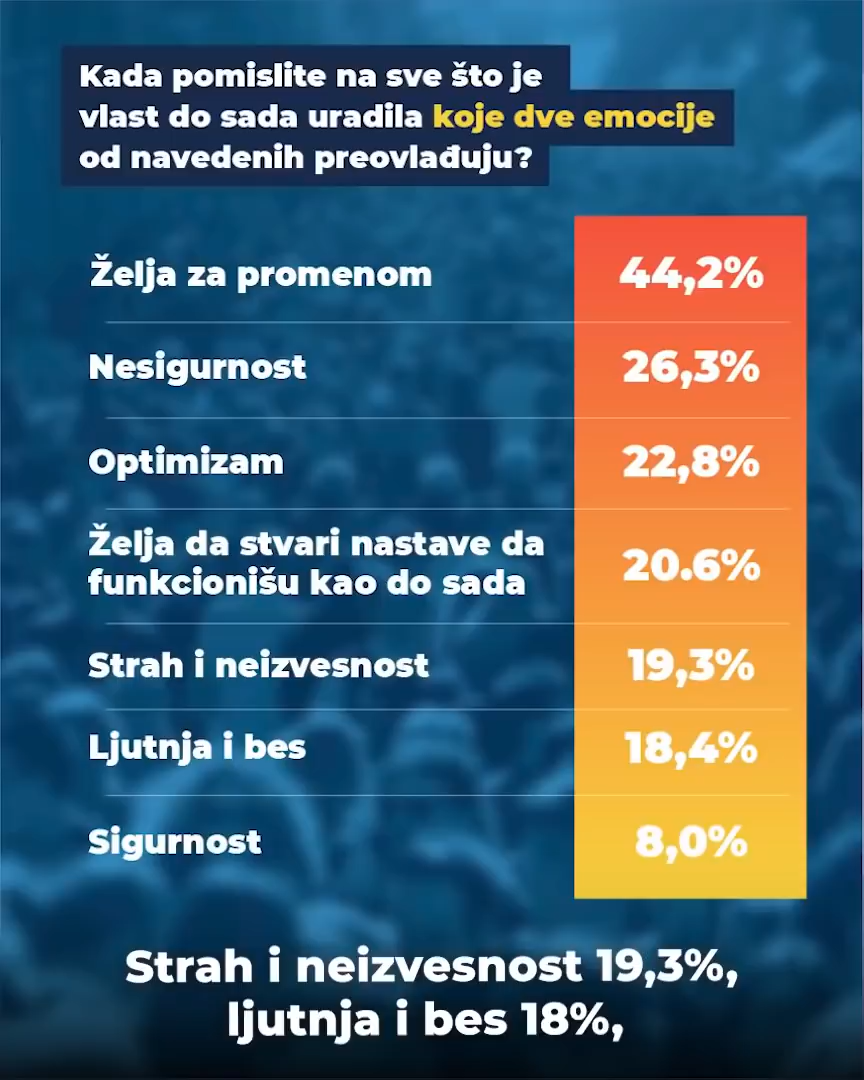 Kada pomislite na sve što je
vlast do sada uradila koje dve emocije
od navedenih preovlađuju?
Želja za promenom 44,2%
Nesigurnost 26,3%
Optimizam 22,8%
Želja da stvari nastave da
funkcionišu kao do sada 20.6%
Strah i neizvesnost 19,3%
Ljutnja i bes 18,4%
Sigurnost 8,0%
Strah i neizvesnost 19,3%,
ljutnja i bes 18%,